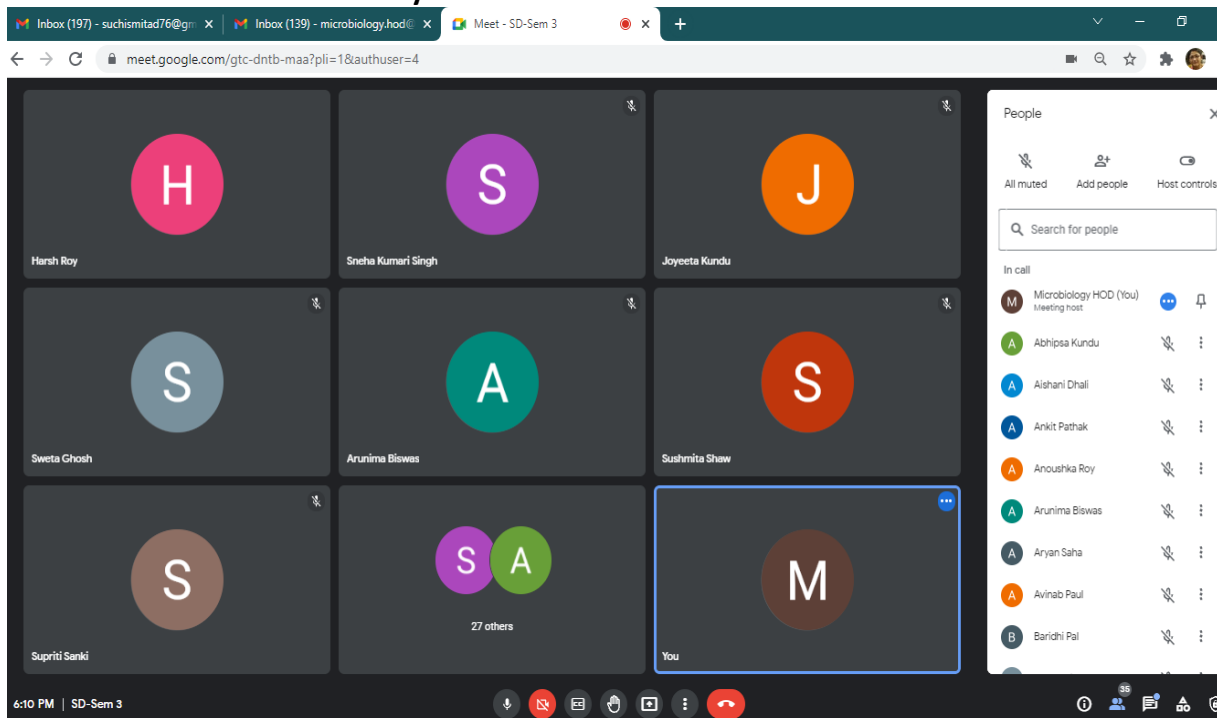 Inbox (197) - suchismitad76@gm
Inbox (139) - microbiology.hod@
Meet - SD-Sem 3
meet.google.com/gtc-dntb-maa?pli=1&authuser=4
H
Harsh Roy
S
Sneha Kumari Singh
J
Joyeeta Kundu
S
Sweta Ghosh
A
Arunima Biswas
S
Sushmita Shaw
S
Supriti Sanki
S A
27 others
M
You
People
All muted
Add people
Host controls
Search for people
In call
M Microbiology HOD (You)
Meeting host
A Abhipsa Kundu
A Aishani Dhali
A Ankit Pathak
A Anoushka Roy
A Arunima Biswas
A Aryan Saha
A Avinab Paul
B Baridhi Pal
6:10 PM | SD-Sem 3
35